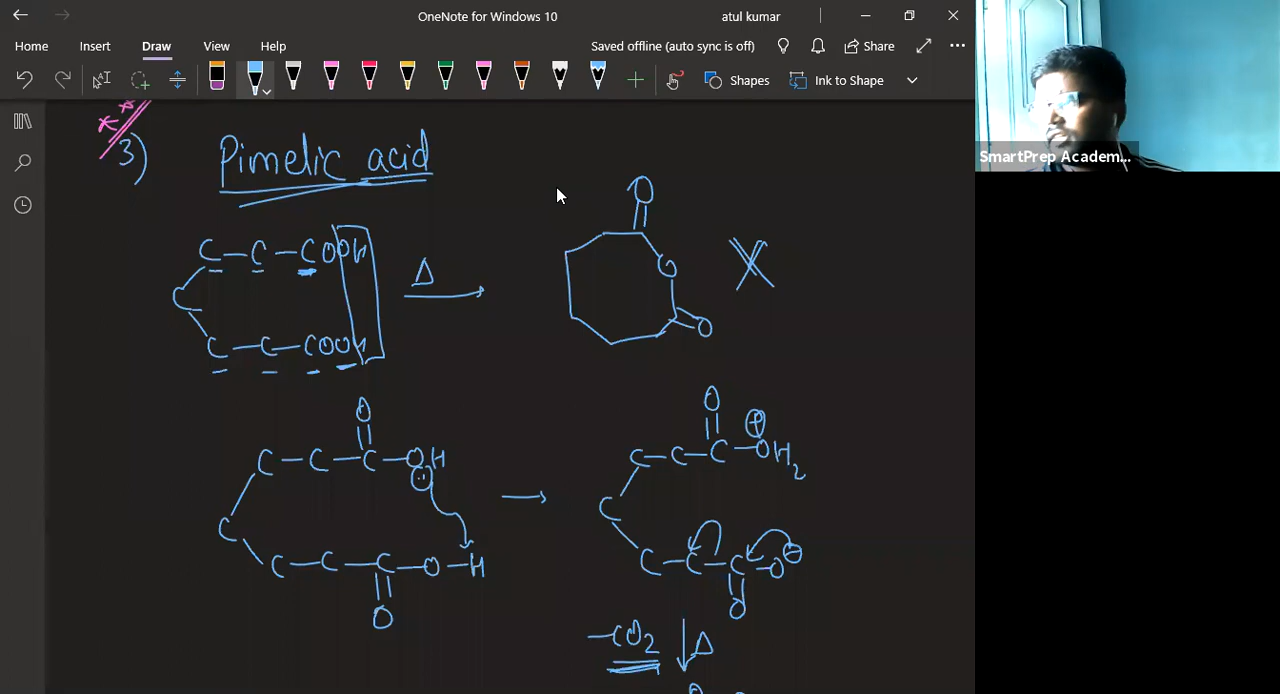 OneNote for Windows 10
atul kumar
Home Insert Draw View Help
Saved offline (auto sync is off)
Share
Shapes
Ink to Shape
SmartPrep Academ...
3) Pimelic acid
O
C-C-COOH
Δ
O
X
C
C-C-COOH
O
O
O
O
C-C-C-OH
C-C-C-OH2
⊕
C
C
C-C-C-O-H
C-C-C-O⊖
O
O
-CO2
Δ